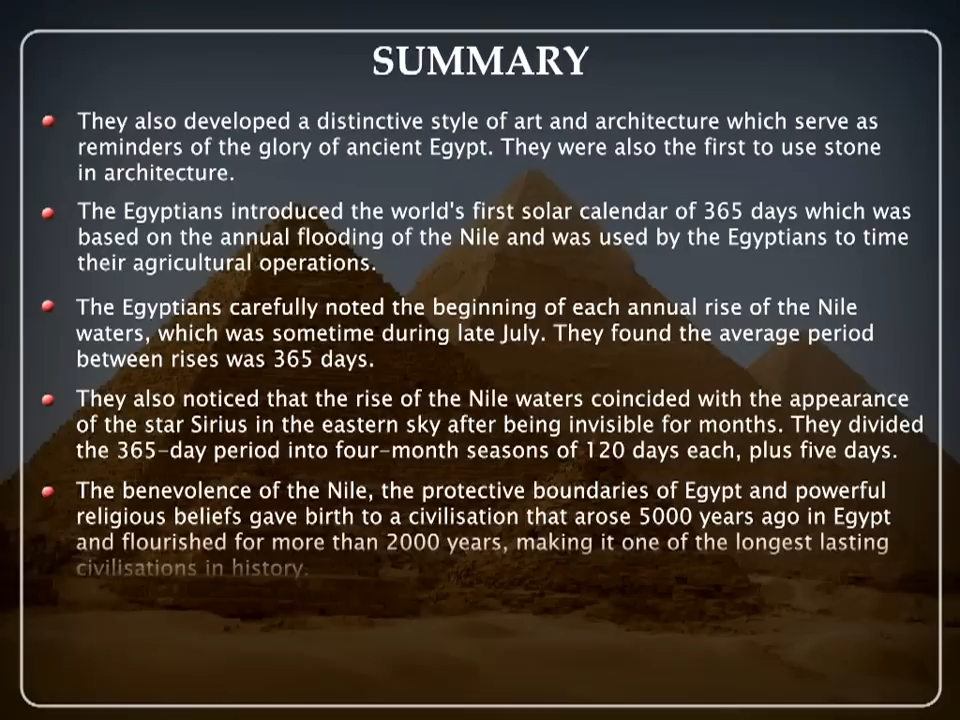 SUMMARY
They also developed a distinctive style of art and architecture which serve as
reminders of the glory of ancient Egypt. They were also the first to use stone
in architecture.
The Egyptians introduced the world's first solar calendar of 365 days which was
based on the annual flooding of the Nile and was used by the Egyptians to time
their agricultural operations.
The Egyptians carefully noted the beginning of each annual rise of the Nile
waters, which was sometime during late July. They found the average period
between rises was 365 days.
They also noticed that the rise of the Nile waters coincided with the appearance
of the star Sirius in the eastern sky after being invisible for months. They divided
the 365-day period into four-month seasons of 120 days each, plus five days.
The benevolence of the Nile, the protective boundaries of Egypt and powerful
religious beliefs gave birth to a civilisation that arose 5000 years ago in Egypt
and flourished for more than 2000 years, making it one of the longest lasting
civilisations in history.